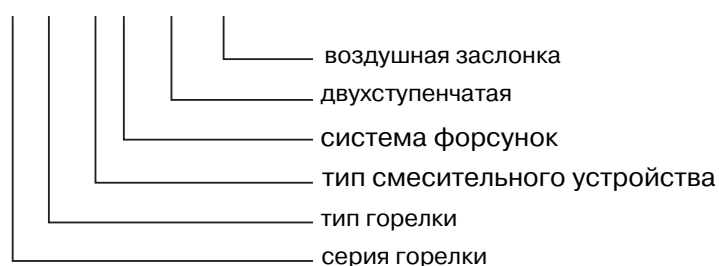 воздушная заслонка
двухступенчатая
система форсунок
тип смесительного устройства
тип горелки
серия горелки